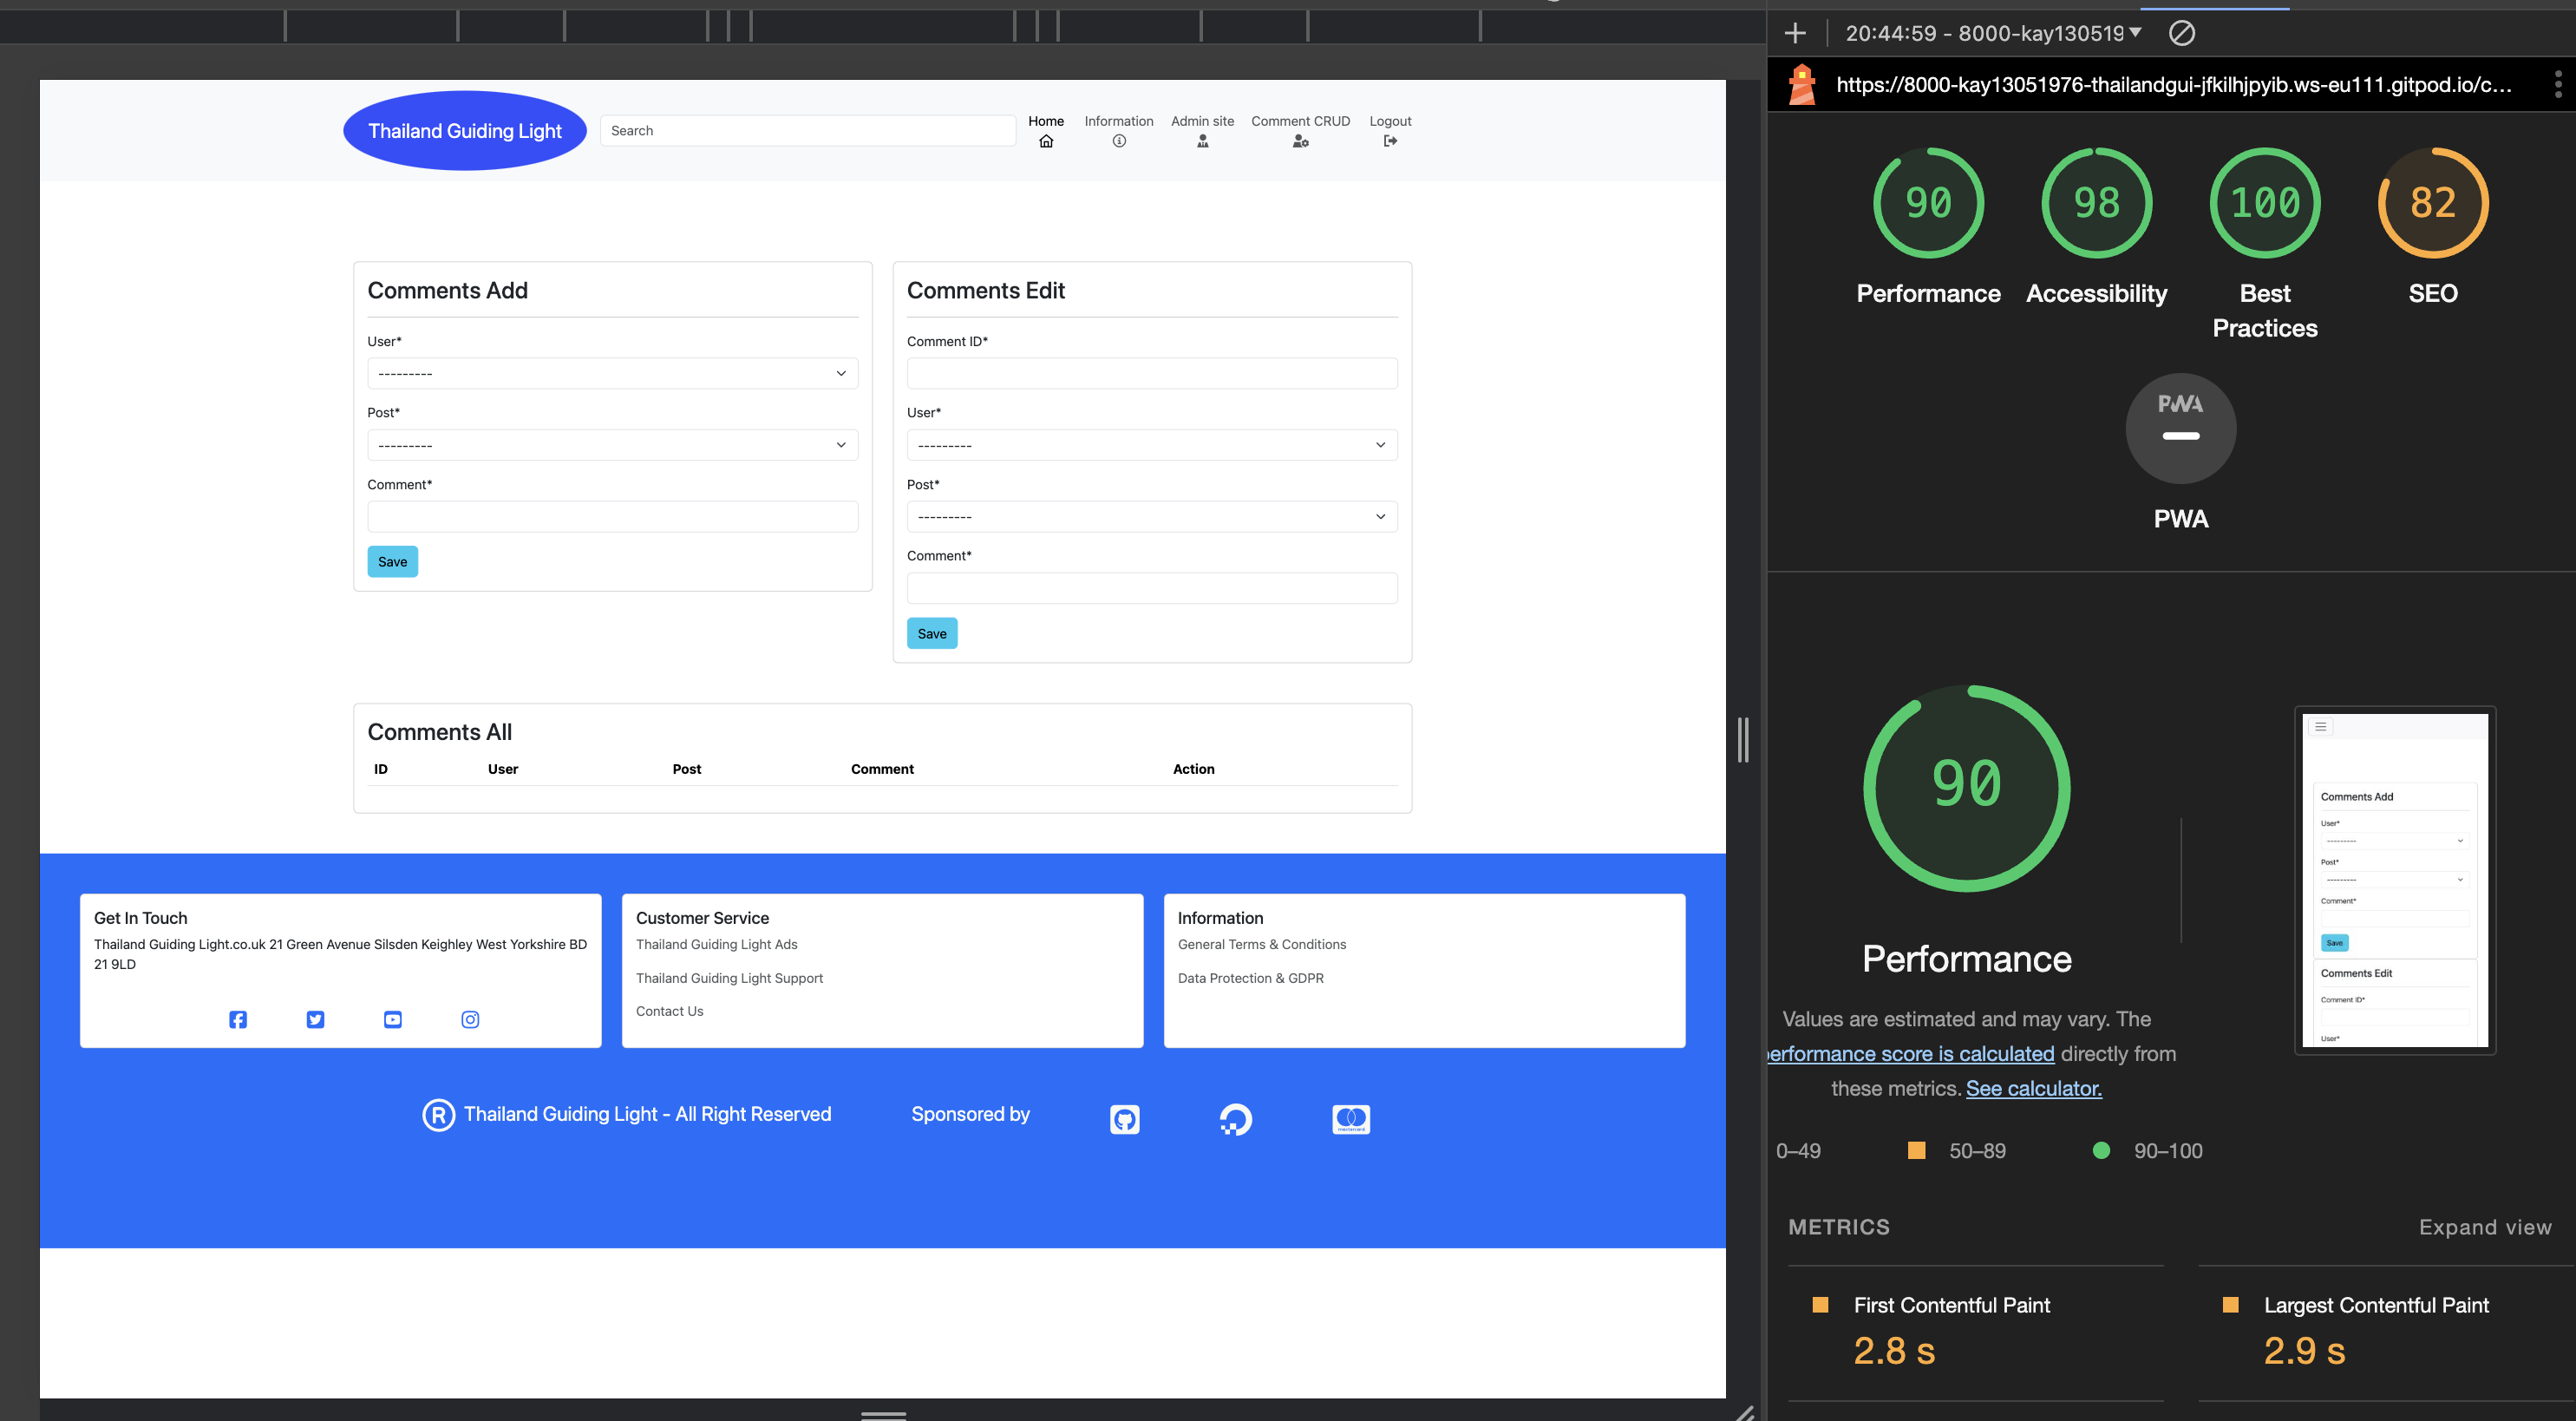 Thailand Guiding Light
Search
Home
Information
Admin site
Comment CRUD
Logout
Comments Add
User*
---------
Post*
---------
Comment*
Save
Comments Edit
Comment ID*
User*
---------
Post*
---------
Comment*
Save
Comments All
ID User Post Comment Action
Get In Touch
Thailand Guiding Light.co.uk 21 Green Avenue Silsden Keighley West Yorkshire BD
21 9LD
Customer Service
Thailand Guiding Light Ads
Thailand Guiding Light Support
Contact Us
Information
General Terms & Conditions
Data Protection & GDPR
® Thailand Guiding Light - All Right Reserved
Sponsored by
mastercard
20:44:59 - 8000-kay130519
https://8000-kay13051976-thailandgui-jfkilhjpyib.ws-eu111.gitpod.io/c...
90
Performance
98
Accessibility
100
Best
Practices
82
SEO
PWA
PWA
90
Performance
Values are estimated and may vary. The
performance score is calculated directly from
these metrics. See calculator.
0–49
50–89
90–100
Comments Add
User*
---------
Post*
---------
Comment*
Save
Comments Edit
Comment ID*
User*
METRICS
Expand view
First Contentful Paint
2.8 s
Largest Contentful Paint
2.9 s